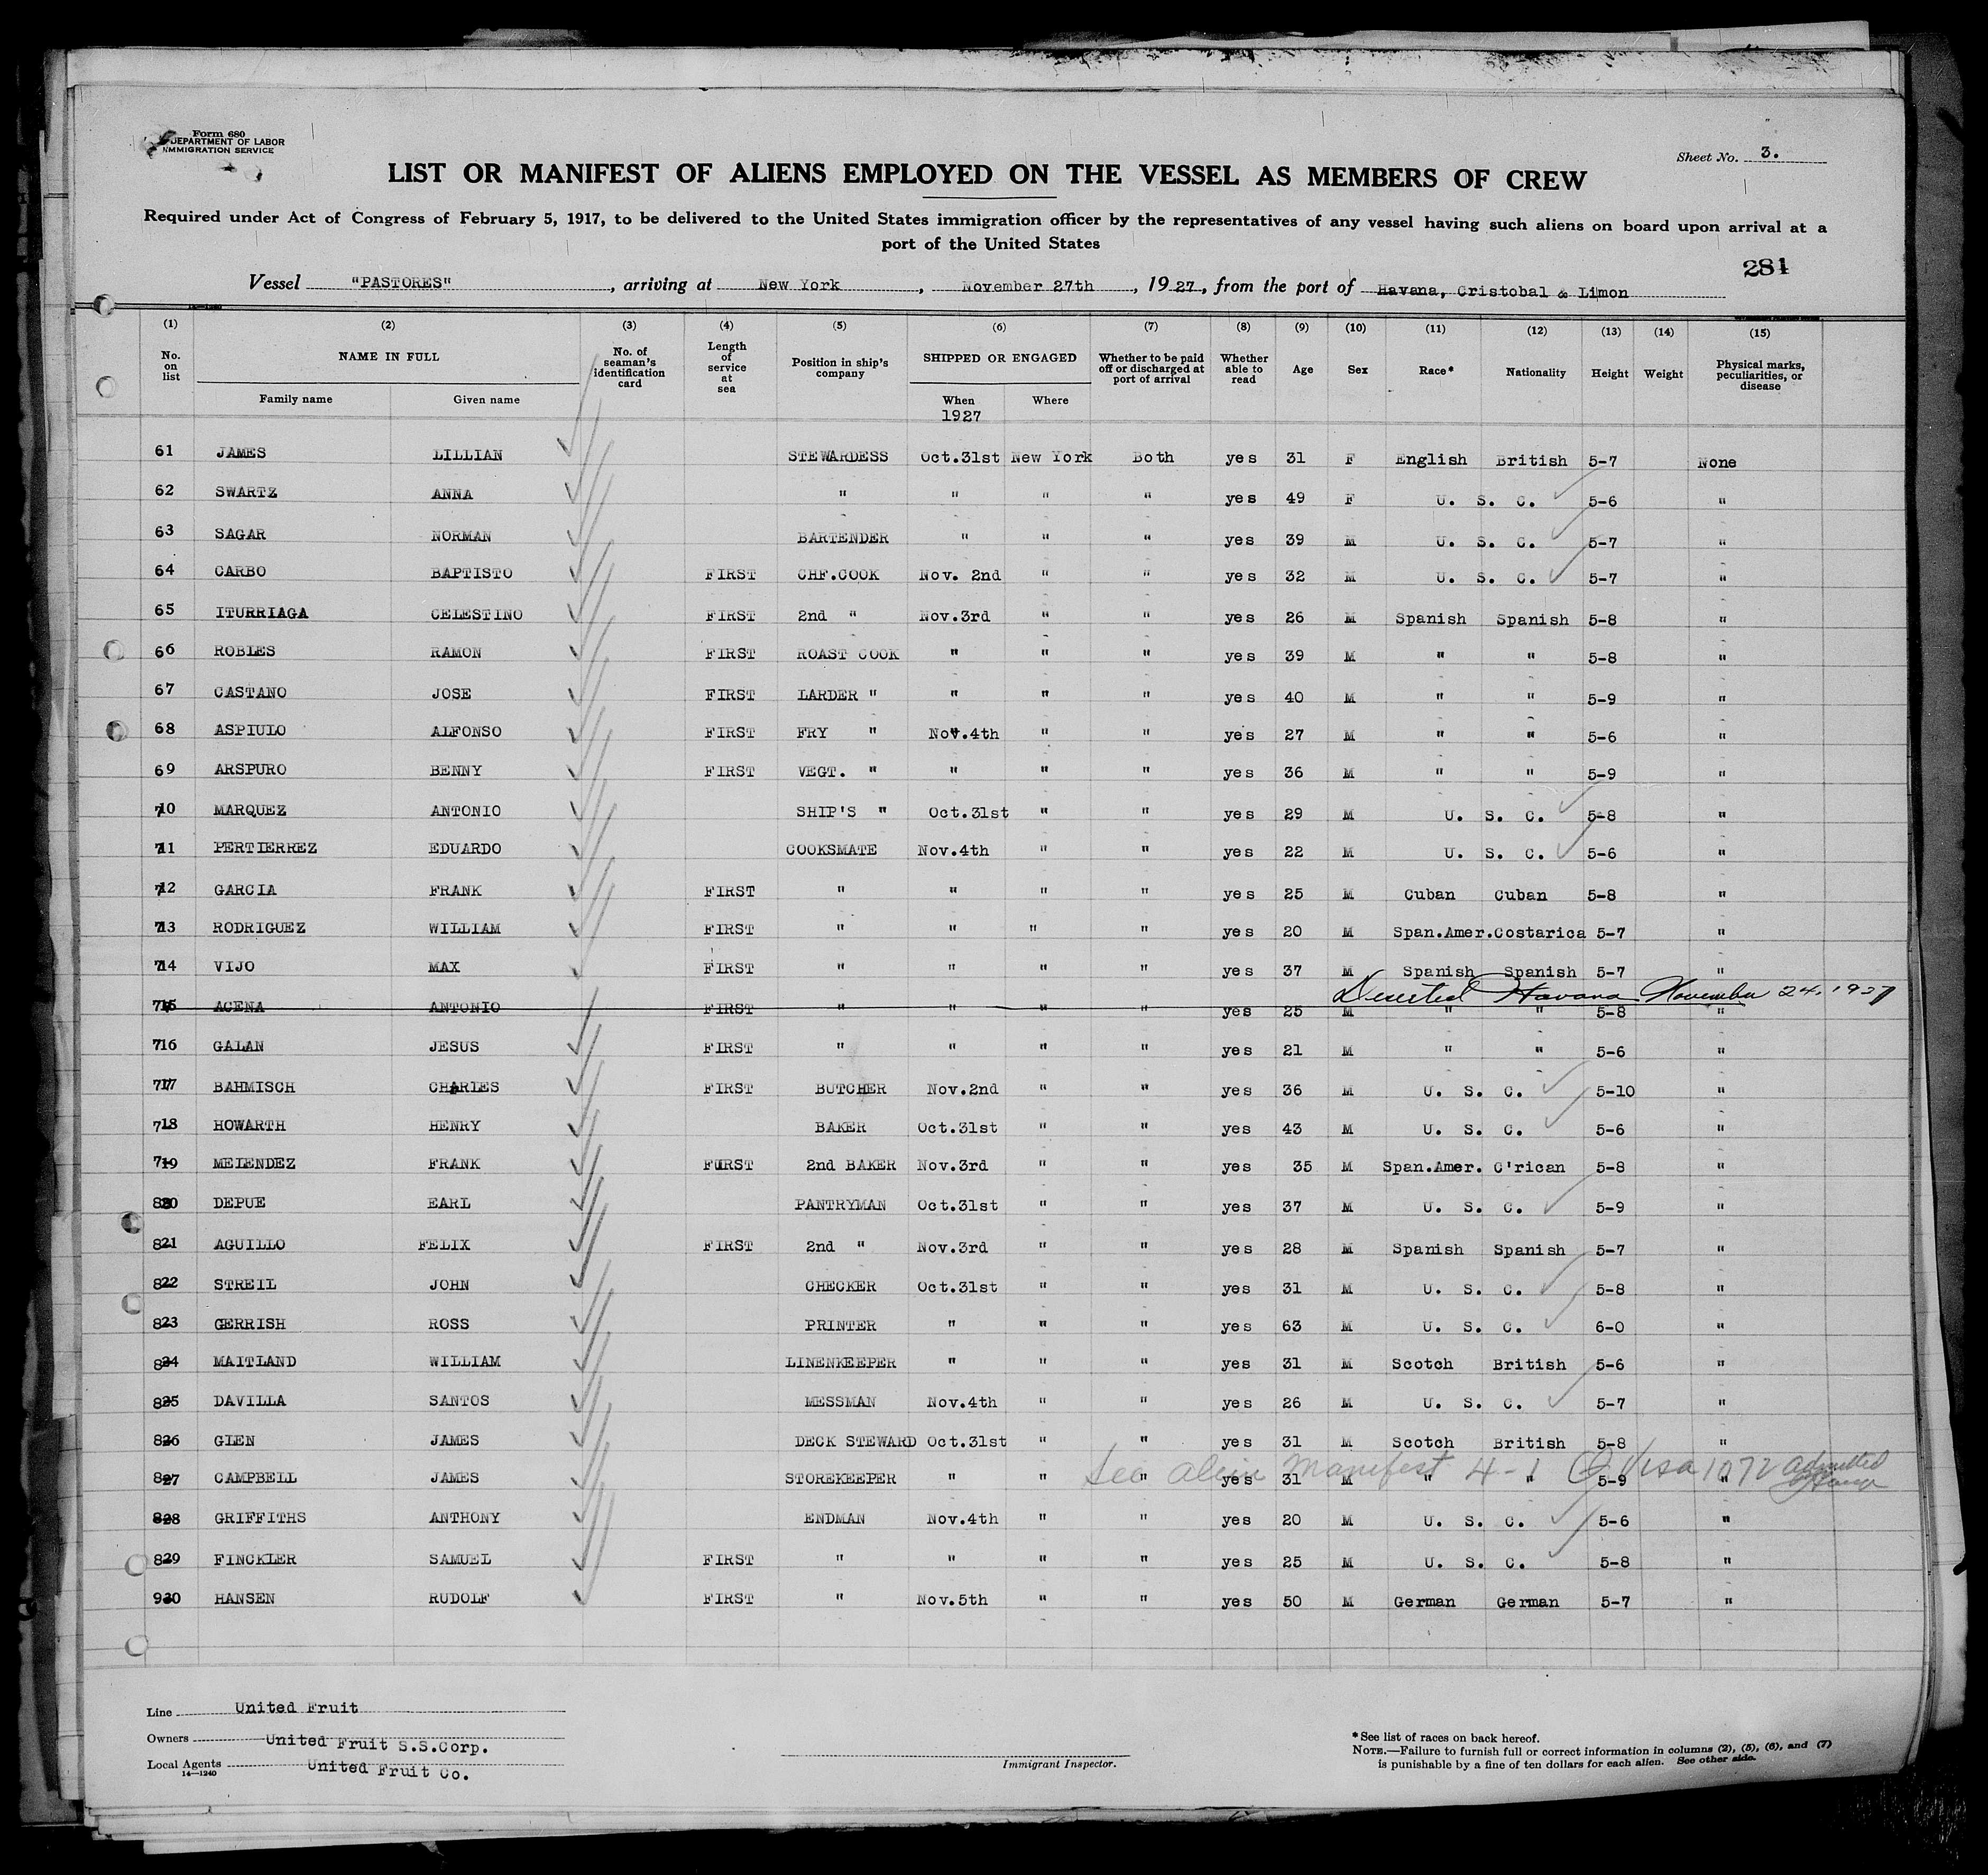 Form 680
DEPARTMENT OF LABOR
IMMIGRATION SERVICE
Sheet No. 3.
LIST OR MANIFEST OF ALIENS EMPLOYED ON THE VESSEL AS MEMBERS OF CREW
Required under Act of Congress of February 5, 1917, to be delivered to the United States immigration officer by the representatives of any vessel having such aliens on board upon arrival at a
port of the United States
281
Vessel "PASTORES", arriving at New York, November 27th, 1927, from the port of Havana, Cristobal & Limon
(1) (2) (3) (4) (5) (6) (7) (8) (9) (10) (11) (12) (13) (14) (15)
No. on list NAME IN FULL Family name Given name No. of seaman's identification card Length of service at sea Position in ship's company SHIPPED OR ENGAGED When 1927 Where Whether to be paid off or discharged at port of arrival Whether able to read Age Sex Race* Nationality Height Weight Physical marks, peculiarities, or disease
61 JAMES LILLIAN STEWARDESS Oct.31st New York Both yes 31 F English British 5-7 None
62 SWARTZ ANNA " " " " yes 49 F U. S. C. 5-6 "
63 SAGAR NORMAN BARTENDER " " " yes 39 M U. S. C. 5-7 "
64 CARBO BAPTISTO FIRST CHF.COOK Nov. 2nd " " yes 32 M U. S. C. 5-7 "
65 ITURRIAGA CELESTINO FIRST 2nd " Nov.3rd " " yes 26 M Spanish Spanish 5-8 "
66 ROBLES RAMON FIRST ROAST COOK " " " yes 39 M " " 5-8 "
67 CASTANO JOSE FIRST LARDER " " " " yes 40 M " " 5-9 "
68 ASPIULO ALFONSO FIRST FRY " Nov.4th " " yes 27 M " " 5-6 "
69 ARSPURO BENNY FIRST VEGT. " " " " yes 36 M " " 5-9 "
70 MARQUEZ ANTONIO SHIP'S " Oct.31st " " yes 29 M U. S. C. 5-8 "
71 PERTIERREZ EDUARDO COOKSMATE Nov.4th " " yes 22 M U. S. C. 5-6 "
72 GARCIA FRANK FIRST " " " " yes 25 M Cuban Cuban 5-8 "
73 RODRIGUEZ WILLIAM FIRST " " " " yes 20 M Span.Amer. Costarica 5-7 "
74 VIJO MAX FIRST " " " " yes 37 M Spanish Spanish 5-7 "
Deserted Havana November 24, 1927
75 ACENA ANTONIO FIRST " " " " yes 25 M " " 5-8 "
76 GALAN JESUS FIRST " " " " yes 21 M " " 5-6 "
77 BAHMISCH CHARLES FIRST BUTCHER Nov.2nd " " yes 36 M U. S. C. 5-10 "
78 HOWARTH HENRY BAKER Oct.31st " " yes 43 M U. S. C. 5-6 "
79 MELENDEZ FRANK FIRST 2nd BAKER Nov.3rd " " yes 35 M Span.Amer. C'rican 5-8 "
80 DEPUE EARL PANTRYMAN Oct.31st " " yes 37 M U. S. C. 5-9 "
81 AGUILLO FELIX FIRST 2nd " Nov.3rd " " yes 28 M Spanish Spanish 5-7 "
82 STREIL JOHN CHECKER Oct.31st " " yes 31 M U. S. C. 5-8 "
83 GERRISH ROSS PRINTER " " " yes 63 M U. S. C. 6-0 "
84 MAITLAND WILLIAM LINENKEEPER " " " yes 31 M Scotch British 5-6 "
85 DAVILLA SANTOS MESSMAN Nov.4th " " yes 26 M U. S. C. 5-7 "
86 GLEN JAMES DECK STEWARD Oct.31st " " yes 31 M Scotch British 5-8 "
See alien Manifest 4-1 Visa 1072 admitted
87 CAMPBELL JAMES STOREKEEPER " " " yes 31 M " " 5-9 "
88 GRIFFITHS ANTHONY ENDMAN Nov.4th " " yes 20 M U. S. C. 5-6 "
89 FINCKLER SAMUEL FIRST " " " " yes 25 M U. S. C. 5-8 "
90 HANSEN RUDOLF FIRST " Nov.5th " " yes 50 M German German 5-7 "
Line United Fruit
Owners United Fruit S.S.Corp.
Local Agents United Fruit Co.
14—1240
Immigrant Inspector.
*See list of races on back hereof.
NOTE.—Failure to furnish full or correct information in columns (2), (5), (6), and (7)
is punishable by a fine of ten dollars for each alien. See other side.